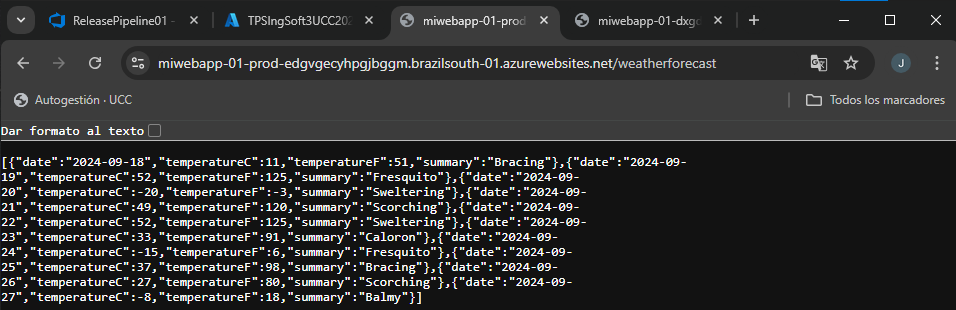 ReleasePipeline01 -
TPSIngSoft3UCC202
miwebapp-01-prod
miwebapp-01-dxgd
miwebapp-01-prod-edgvgecyhpgjbggm.brazilsouth-01.azurewebsites.net/weatherforecast
J
Autogestión · UCC
Todos los marcadores
Dar formato al texto
[{"date":"2024-09-18","temperatureC":11,"temperatureF":51,"summary":"Bracing"},{"date":"2024-09-
19","temperatureC":52,"temperatureF":125,"summary":"Fresquito"},{"date":"2024-09-
20","temperatureC":-20,"temperatureF":-3,"summary":"Sweltering"},{"date":"2024-09-
21","temperatureC":49,"temperatureF":120,"summary":"Scorching"},{"date":"2024-09-
22","temperatureC":52,"temperatureF":125,"summary":"Sweltering"},{"date":"2024-09-
23","temperatureC":33,"temperatureF":91,"summary":"Caloron"},{"date":"2024-09-
24","temperatureC":-15,"temperatureF":6,"summary":"Fresquito"},{"date":"2024-09-
25","temperatureC":37,"temperatureF":98,"summary":"Bracing"},{"date":"2024-09-
26","temperatureC":27,"temperatureF":80,"summary":"Scorching"},{"date":"2024-09-
27","temperatureC":-8,"temperatureF":18,"summary":"Balmy"}]